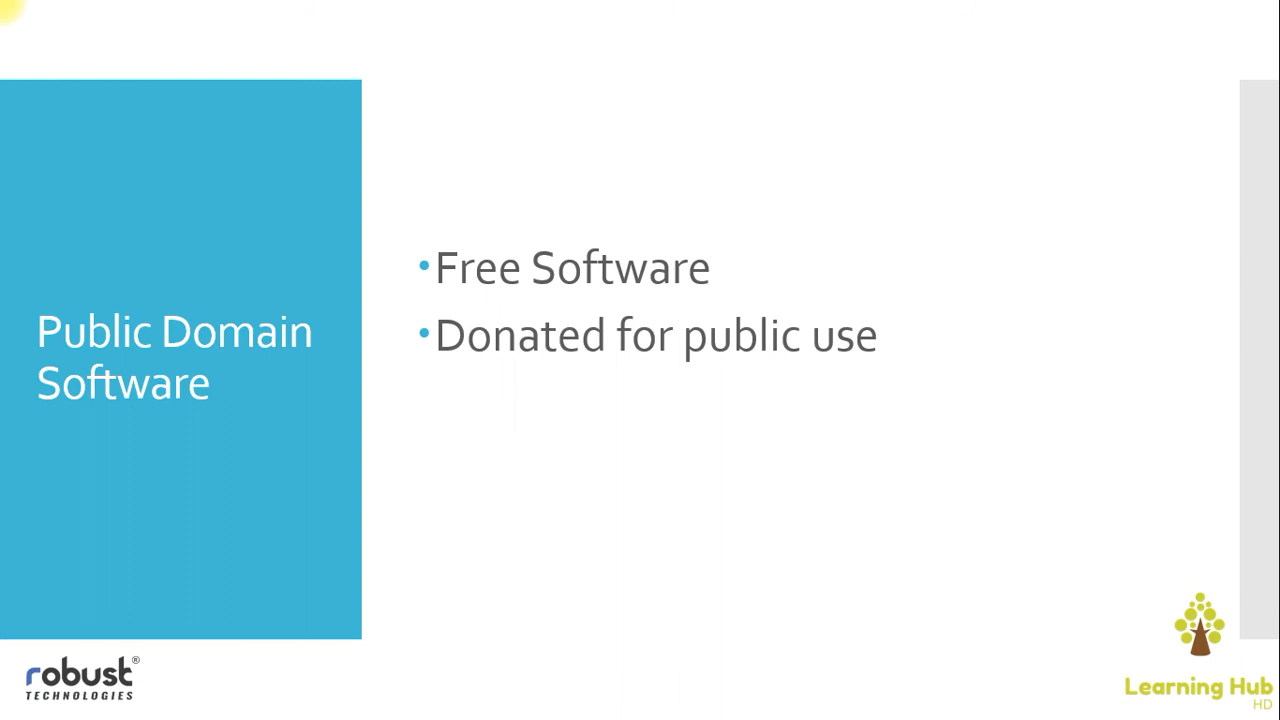 Public Domain
Software
•Free Software
•Donated for public use
robust®
TECHNOLOGIES
Learning Hub
HD